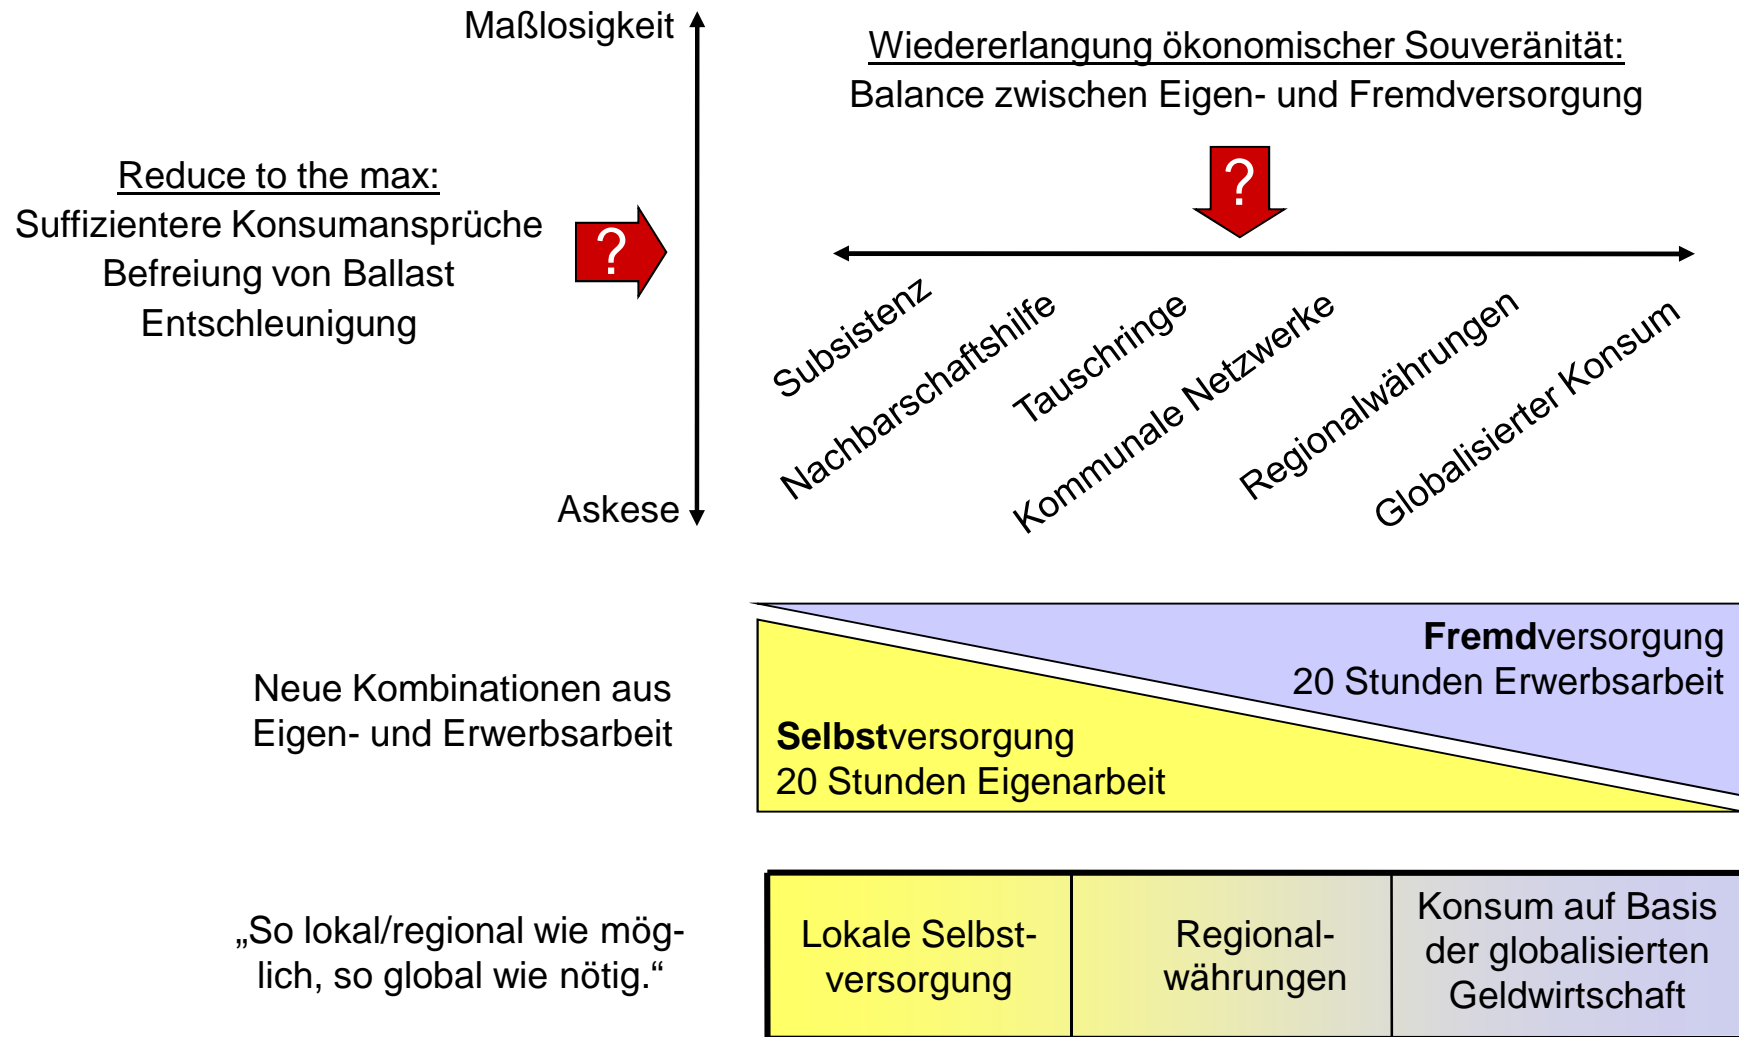 Maßlosigkeit
Wiedererlangung ökonomischer Souveränität:
Balance zwischen Eigen- und Fremdversorgung
?
Reduce to the max:
Suffizientere Konsumansprüche
Befreiung von Ballast
Entschleunigung
?
Askese
Subsistenz
Nachbarschaftshilfe
Tauschringe
Kommunale Netzwerke
Regionalwährungen
Globalisierter Konsum
Neue Kombinationen aus
Eigen- und Erwerbsarbeit
Fremdversorgung
20 Stunden Erwerbsarbeit
Selbstversorgung
20 Stunden Eigenarbeit
„So lokal/regional wie mög-
lich, so global wie nötig.“
Lokale Selbst-
versorgung
Regional-
währungen
Konsum auf Basis
der globalisierten
Geldwirtschaft